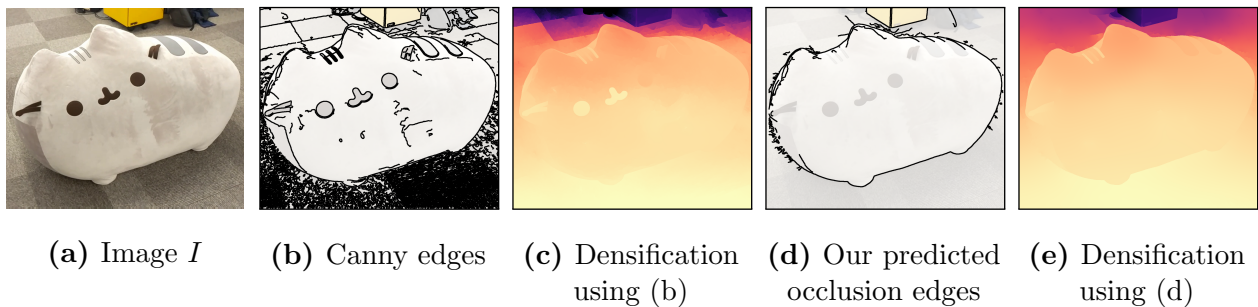 (a) Image I
(b) Canny edges
(c) Densification
using (b)
(d) Our predicted
occlusion edges
(e) Densification
using (d)